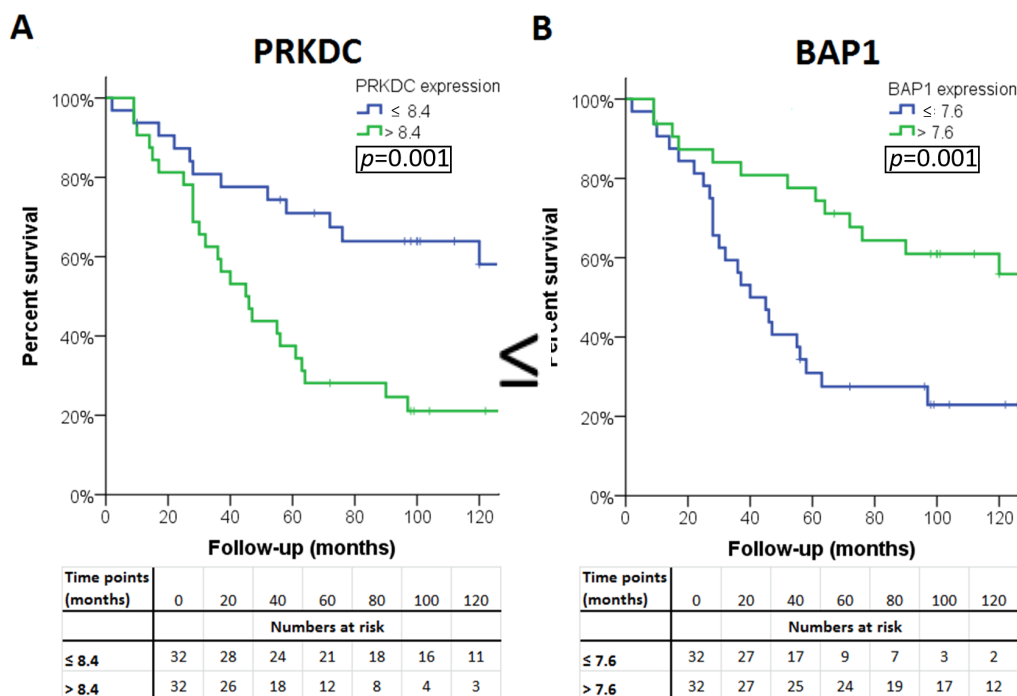 A
PRKDC
PRKDC expression
≤ 8.4
> 8.4
p=0.001
100%
80%
60%
40%
20%
0%
Percent survival
0 20 40 60 80 100 120
Follow-up (months)
Time points (months) 0 20 40 60 80 100 120
Numbers at risk
≤ 8.4 32 28 24 21 18 16 11
> 8.4 32 26 18 12 8 4 3
≤
B
BAP1
BAP1 expression
≤: 7.6
> 7.6
p=0.001
100%
80%
60%
40%
20%
0%
Percent survival
0 20 40 60 80 100 120
Follow-up (months)
Time points (months) 0 20 40 60 80 100 120
Numbers at risk
≤ 7.6 32 27 17 9 7 3 2
> 7.6 32 27 25 24 19 17 12